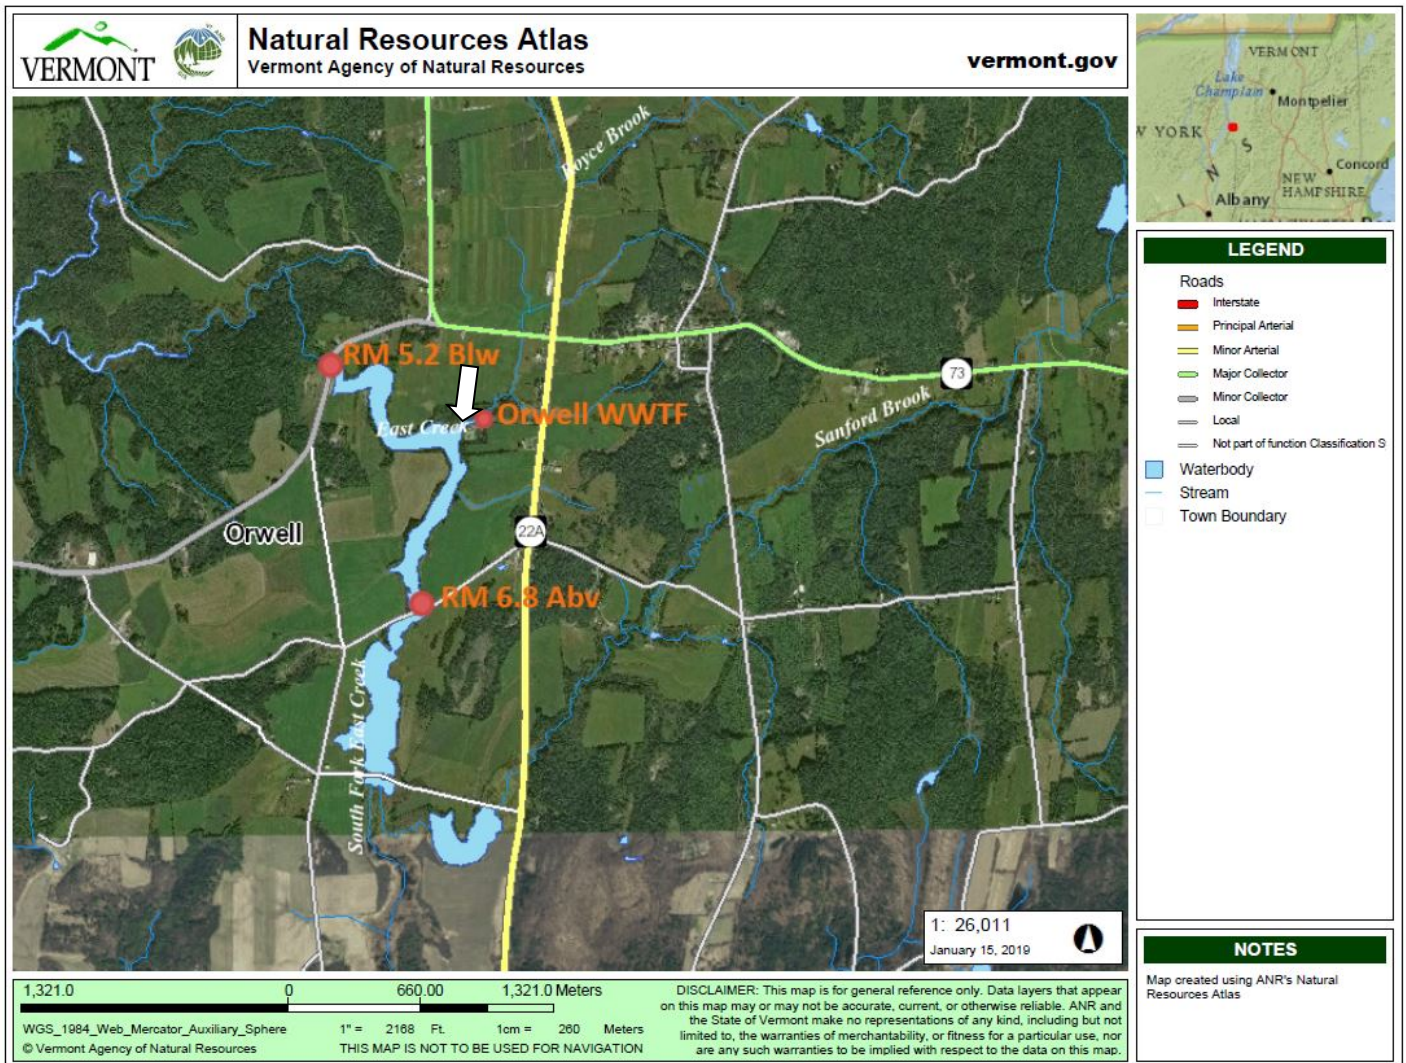 VERMONT
Natural Resources Atlas
Vermont Agency of Natural Resources
vermont.gov
VERMONT
Lake
Champlain
Montpelier
W YORK
Concord
NEW
HAMPSHIRE
Albany
Royce Brook
RM 5.2 Blw
Orwell WWTF
East Creek
73
Sanford Brook
Orwell
22A
RM 6.8 Abv
South Fork East Creek
1: 26,011
January 15, 2019
LEGEND
Roads
Interstate
Principal Arterial
Minor Arterial
Major Collector
Minor Collector
Local
Not part of function Classification S
Waterbody
Stream
Town Boundary
NOTES
Map created using ANR's Natural
Resources Atlas
1,321.0 0 660.00 1,321.0 Meters
WGS_1984_Web_Mercator_Auxiliary_Sphere
© Vermont Agency of Natural Resources
1" = 2168 Ft. 1cm = 260 Meters
THIS MAP IS NOT TO BE USED FOR NAVIGATION
DISCLAIMER: This map is for general reference only. Data layers that appear
on this map may or may not be accurate, current, or otherwise reliable. ANR and
the State of Vermont make no representations of any kind, including but not
limited to, the warranties of merchantability, or fitness for a particular use, nor
are any such warranties to be implied with respect to the data on this map.